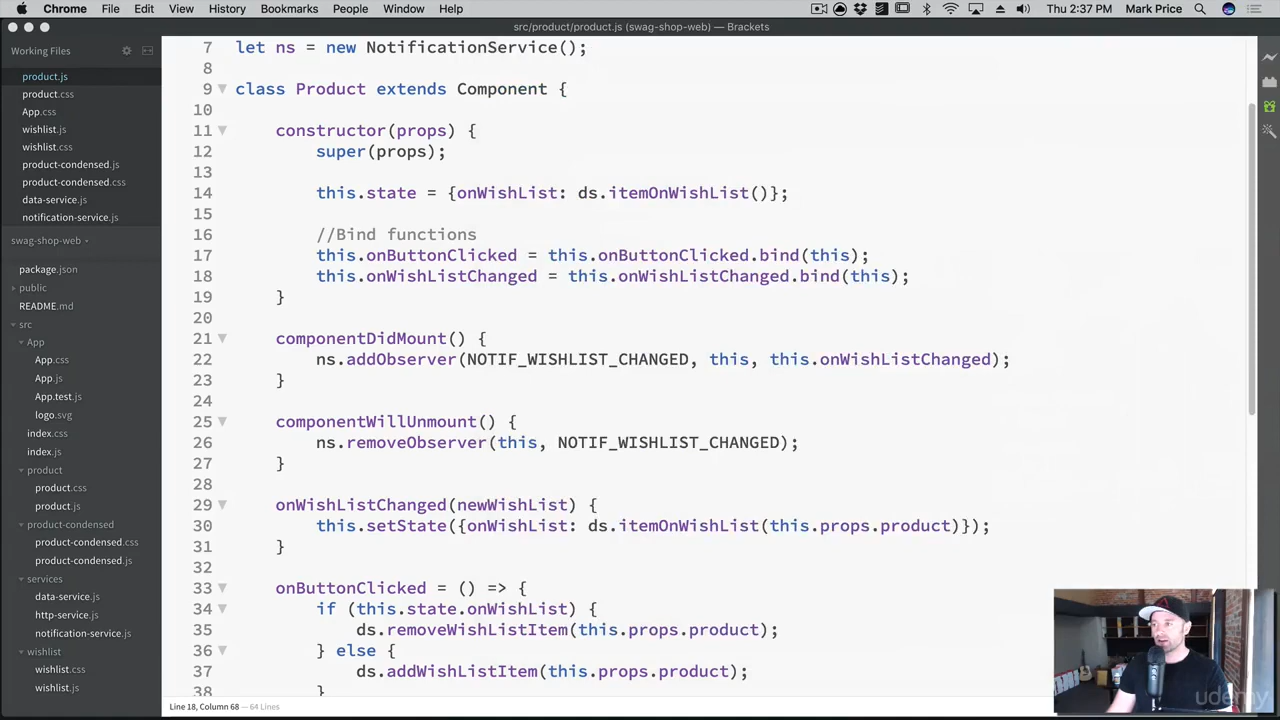 Chrome File Edit View History Bookmarks People Window Help Thu 2:37 PM Mark Price
src/product/product.js (swag-shop-web) — Brackets
Working Files
product.js
product.css
App.css
wishlist.js
wishlist.css
product-condensed.js
product-condensed.css
data-service.js
notification-service.js
swag-shop-web
package.json
public
README.md
src
App
App.css
App.js
App.test.js
logo.svg
index.css
index.js
product
product.css
product.js
product-condensed
product-condensed.css
product-condensed.js
services
data-service.js
http-service.js
notification-service.js
wishlist
wishlist.css
wishlist.js
7 let ns = new NotificationService();
8
9 class Product extends Component {
10
11 constructor(props) {
12 super(props);
13
14 this.state = {onWishList: ds.itemOnWishList()};
15
16 //Bind functions
17 this.onButtonClicked = this.onButtonClicked.bind(this);
18 this.onWishListChanged = this.onWishListChanged.bind(this);
19 }
20
21 componentDidMount() {
22 ns.addObserver(NOTIF_WISHLIST_CHANGED, this, this.onWishListChanged);
23 }
24
25 componentWillUnmount() {
26 ns.removeObserver(this, NOTIF_WISHLIST_CHANGED);
27 }
28
29 onWishListChanged(newWishList) {
30 this.setState({onWishList: ds.itemOnWishList(this.props.product)});
31 }
32
33 onButtonClicked = () => {
34 if (this.state.onWishList) {
35 ds.removeWishListItem(this.props.product);
36 } else {
37 ds.addWishListItem(this.props.product);
38 }
Line 18, Column 68 — 64 Lines
udemy